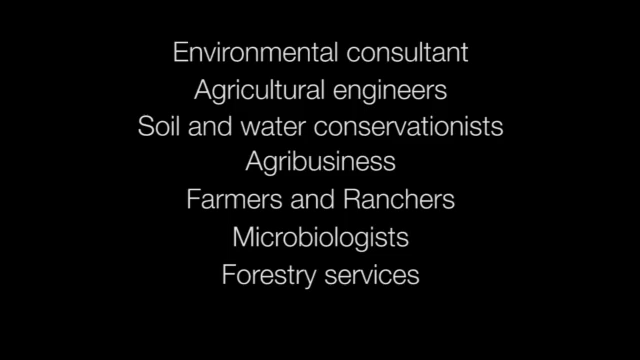 Environmental consultant
Agricultural engineers
Soil and water conservationists
Agribusiness
Farmers and Ranchers
Microbiologists
Forestry services